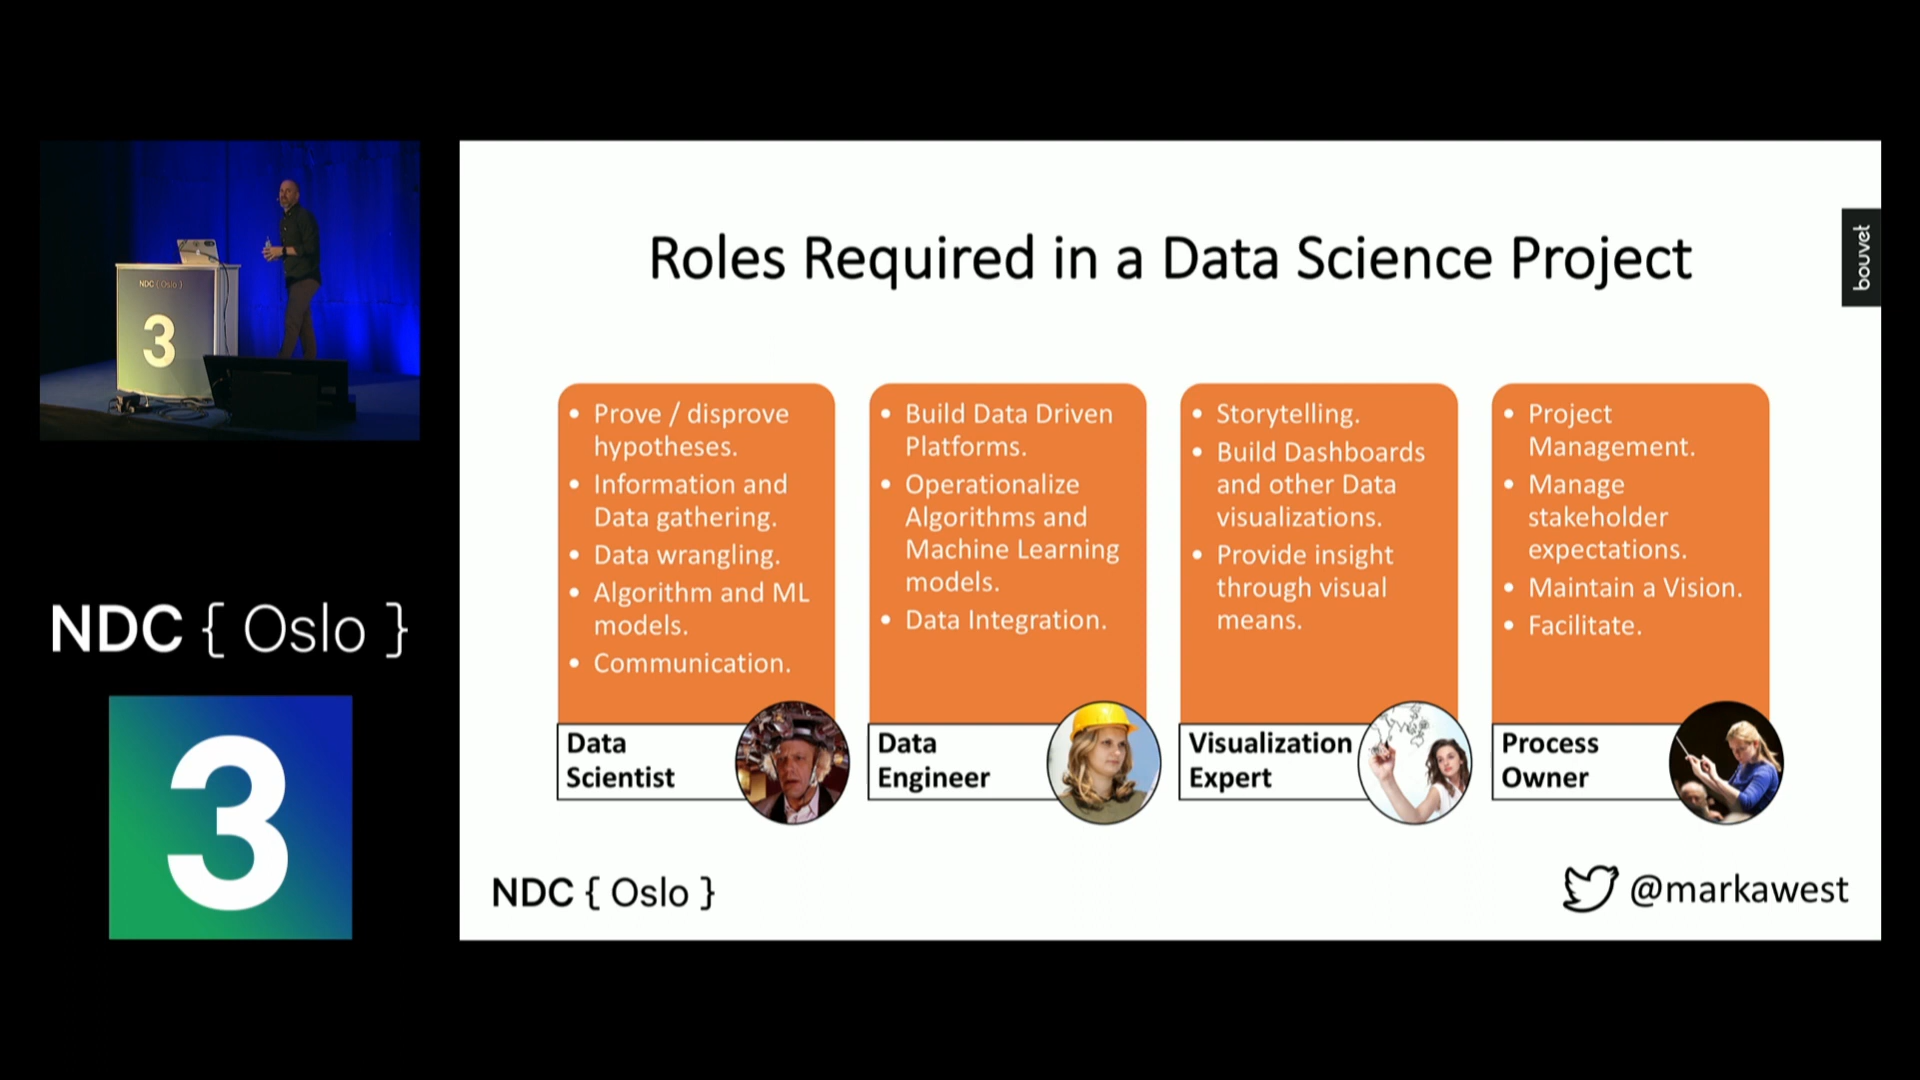 NDC { Oslo }
3
NDC { Oslo }
3
Roles Required in a Data Science Project
bouvet
• Prove / disprove
hypotheses.
• Information and
Data gathering.
• Data wrangling.
• Algorithm and ML
models.
• Communication.
Data
Scientist
• Build Data Driven
Platforms.
• Operationalize
Algorithms and
Machine Learning
models.
• Data Integration.
Data
Engineer
• Storytelling.
• Build Dashboards
and other Data
visualizations.
• Provide insight
through visual
means.
Visualization
Expert
• Project
Management.
• Manage
stakeholder
expectations.
• Maintain a Vision.
• Facilitate.
Process
Owner
NDC { Oslo }
@markawest